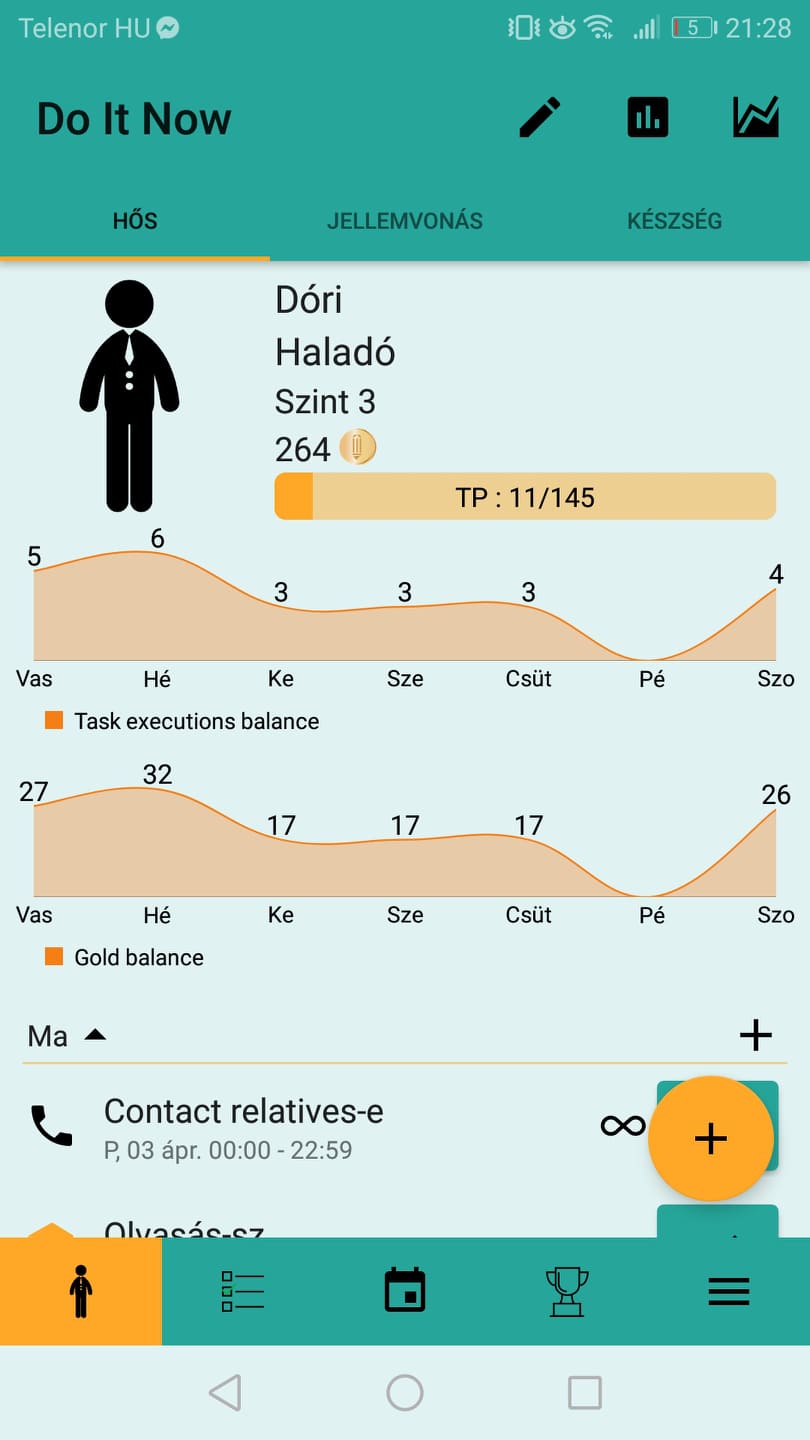 Telenor HU 5 21:28
Do It Now
HŐS JELLEMVONÁS KÉSZSÉG
Dóri
Haladó
Szint 3
264
TP : 11/145
5 6 3 3 3 4
Vas Hé Ke Sze Csüt Pé Szo
Task executions balance
27 32 17 17 17 26
Vas Hé Ke Sze Csüt Pé Szo
Gold balance
Ma
Contact relatives-e
P, 03 ápr. 00:00 - 22:59
Olvasás-sz